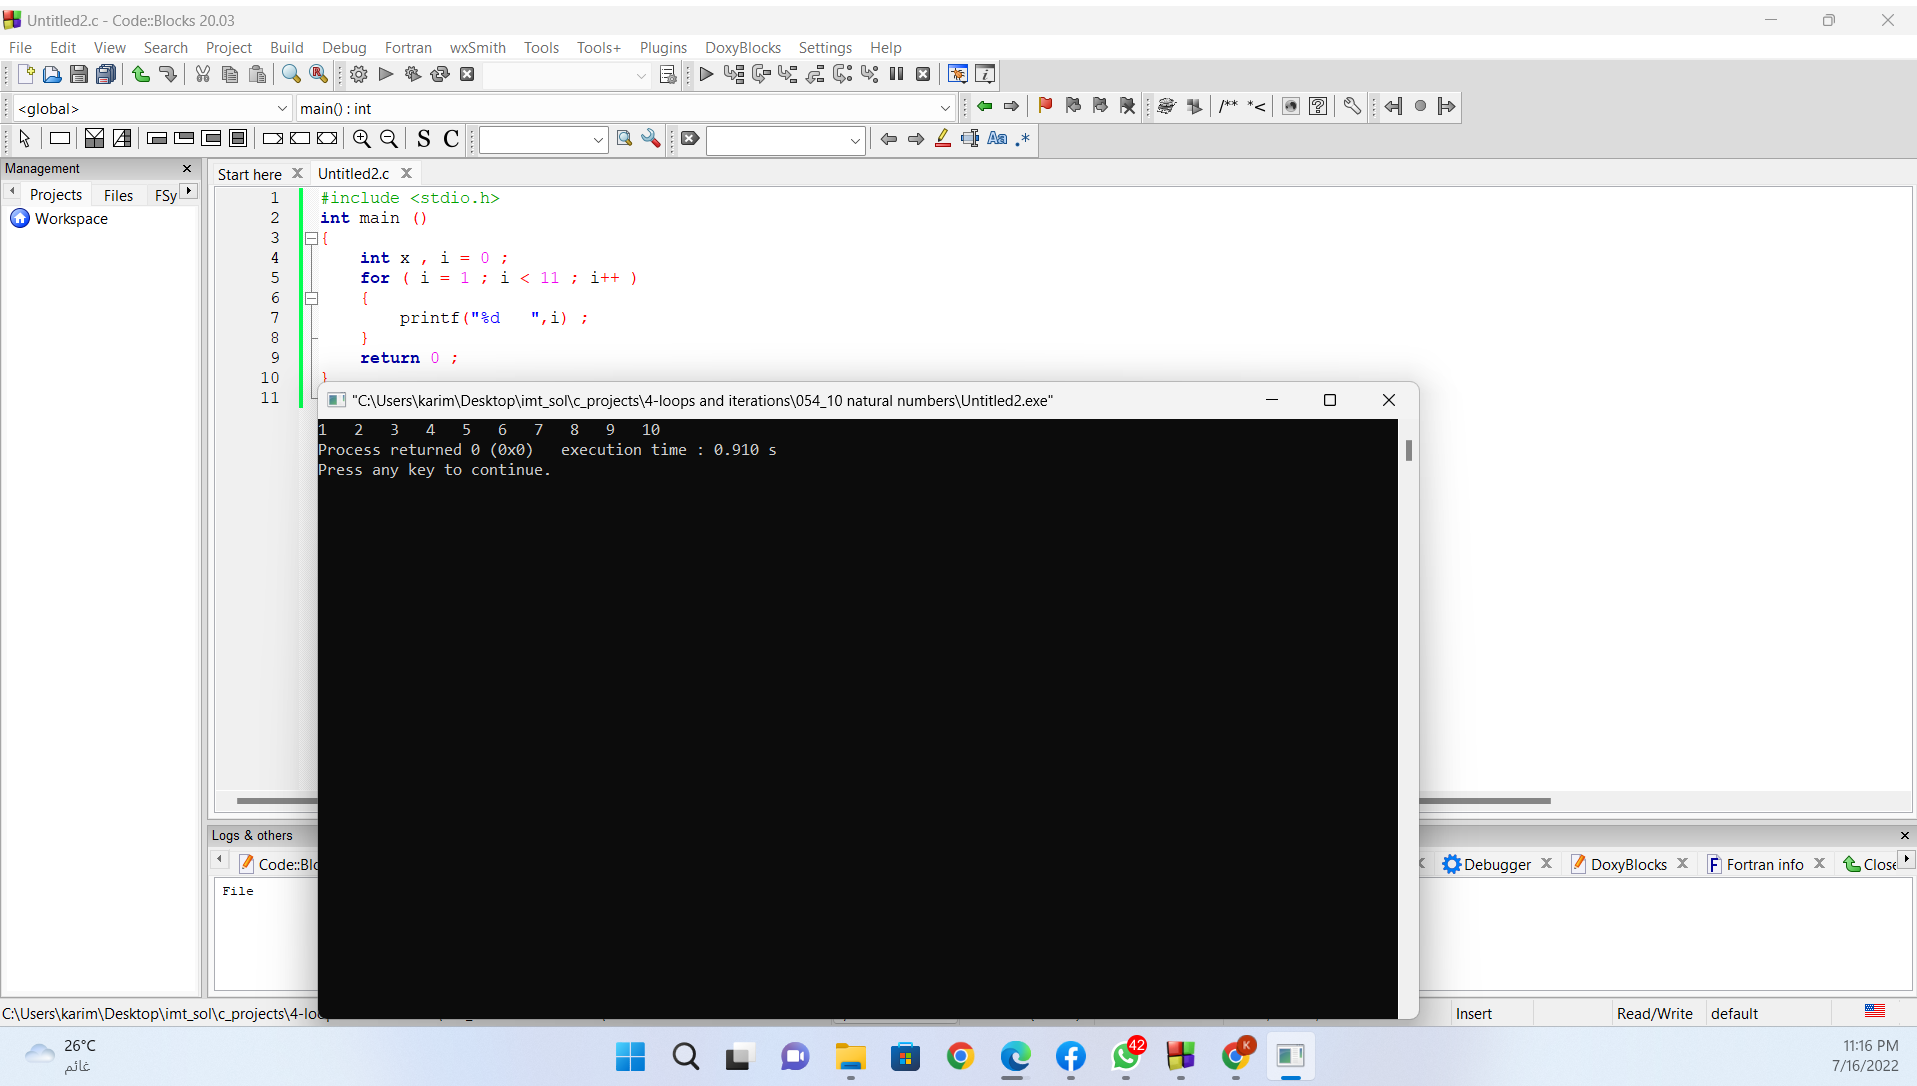 Untitled2.c - Code::Blocks 20.03
File Edit View Search Project Build Debug Fortran wxSmith Tools Tools+ Plugins DoxyBlocks Settings Help
<global> main() : int /** *<
S C Aa .*
Management
Projects Files FSy
Workspace
Start here Untitled2.c
1 #include <stdio.h>
2 int main ()
3 {
4 int x , i = 0 ;
5 for ( i = 1 ; i < 11 ; i++ )
6 {
7 printf("%d   ",i) ;
8 }
9 return 0 ;
10 }
11
"C:\Users\karim\Desktop\imt_sol\c_projects\4-loops and iterations\054_10 natural numbers\Untitled2.exe"
1   2   3   4   5   6   7   8   9   10
Process returned 0 (0x0)   execution time : 0.910 s
Press any key to continue.
Logs & others
Code::Blo Debugger DoxyBlocks Fortran info Close
File
C:\Users\karim\Desktop\imt_sol\c_projects\4-loo Insert Read/Write default
26°C
غائم
42
K
11:16 PM
7/16/2022